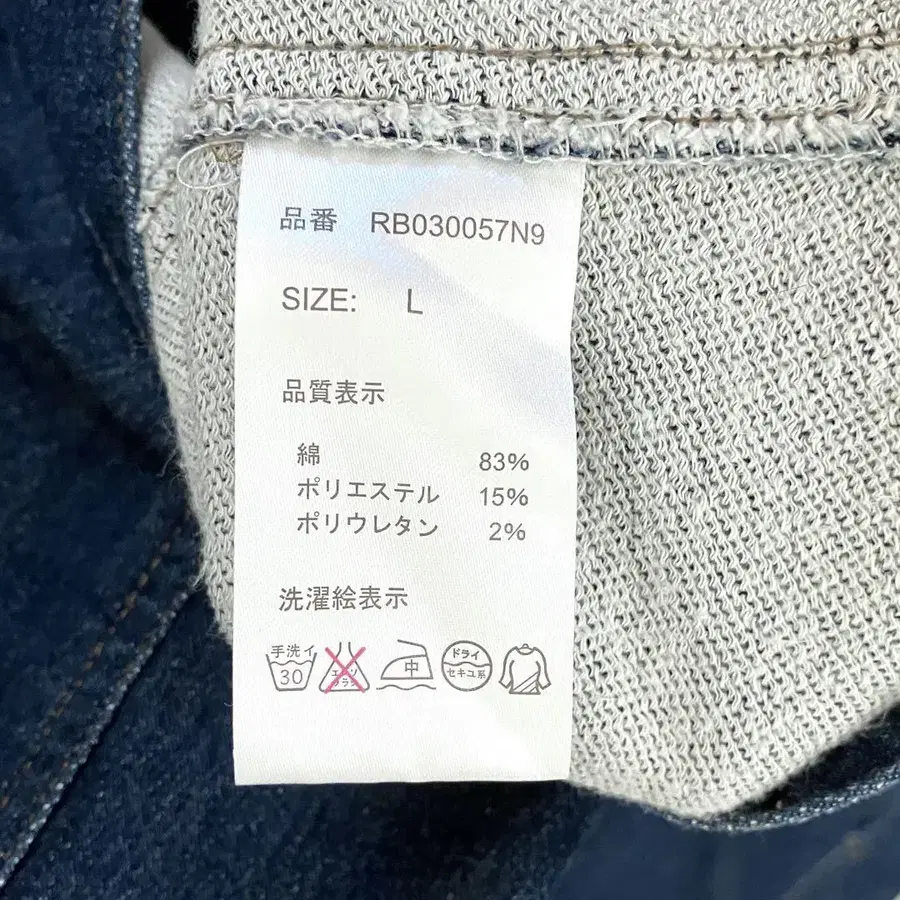 品番 RB030057N9
SIZE: L
品質表示
綿 83%
ポリエステル 15%
ポリウレタン 2%
洗濯絵表示
手洗イ 30 エンソ サラシ 中 ドライ セキユ系